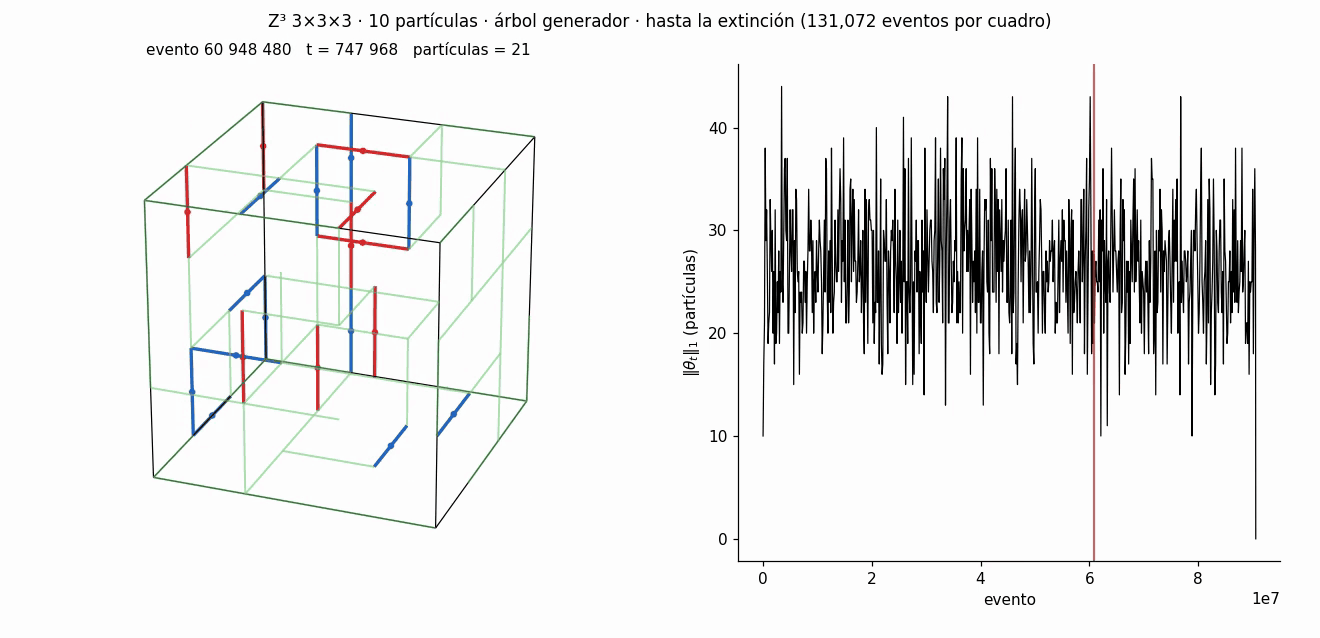 Z³ 3×3×3 · 10 partículas · árbol generador · hasta la extinción (131,072 eventos por cuadro)
evento 60 948 480   t = 747 968   partículas = 21
‖θₜ‖₁ (partículas)
40
30
20
10
0
0 2 4 6 8
evento
1e7